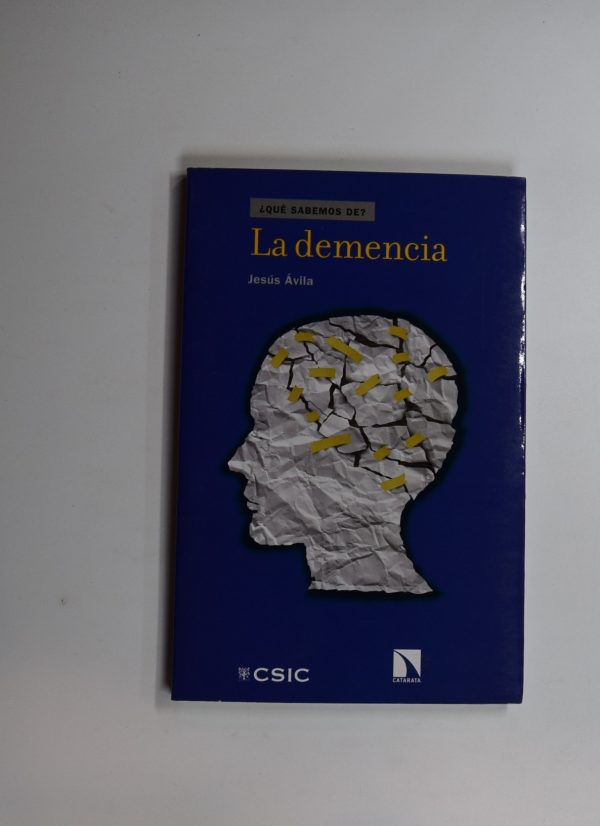 ¿QUÉ SABEMOS DE?
La demencia
Jesús Ávila
CSIC
CATARATA